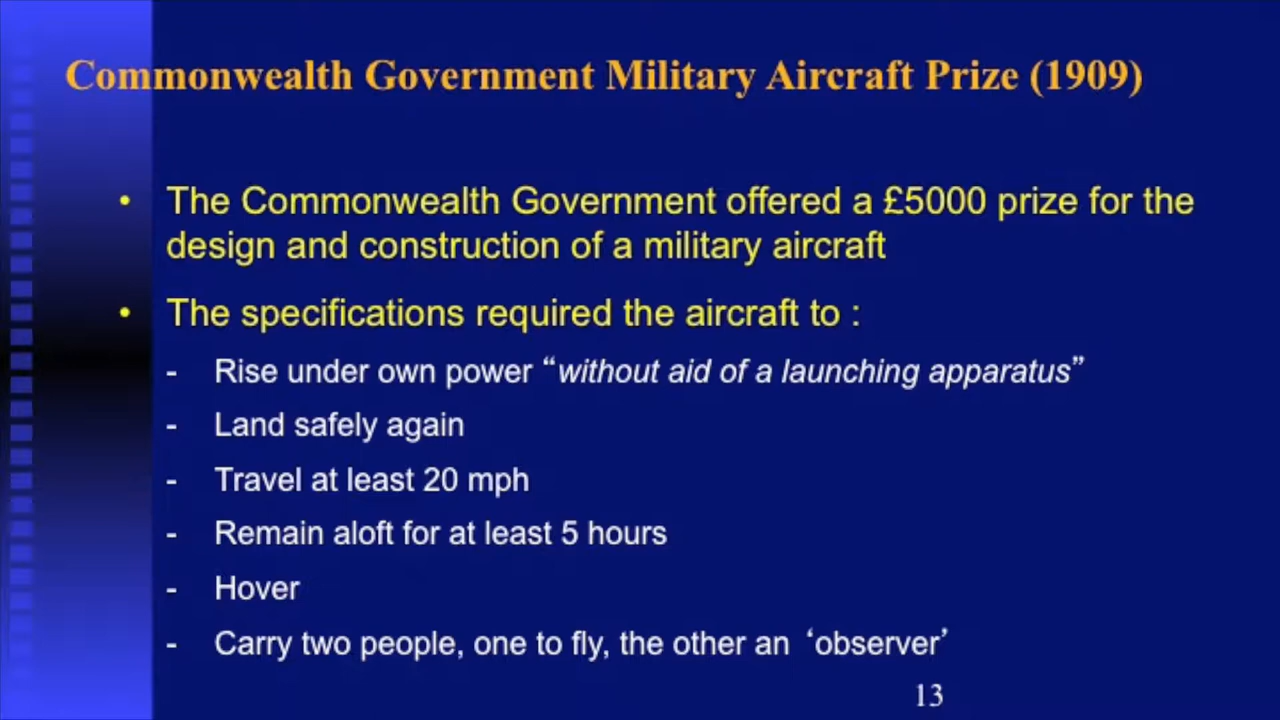 Commonwealth Government Military Aircraft Prize (1909)
• The Commonwealth Government offered a £5000 prize for the
design and construction of a military aircraft
• The specifications required the aircraft to :
- Rise under own power “without aid of a launching apparatus”
- Land safely again
- Travel at least 20 mph
- Remain aloft for at least 5 hours
- Hover
- Carry two people, one to fly, the other an ‘observer’
13